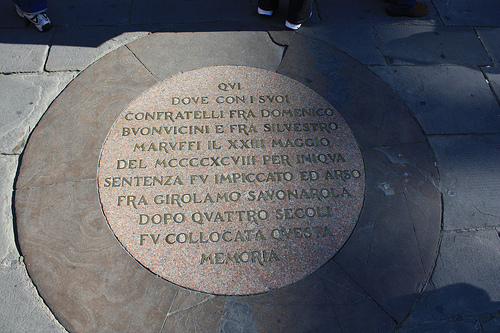 QVI
DOVE CON I SVOI
CONFRATELLI FRA DOMENICO
BVONVICINI E FRA SILVESTRO
MARVFFI IL XXIII MAGGIO
DEL MCCCCXCVIII PER INIQVA
SENTENZA FV IMPICCATO ED ARSO
FRA GIROLAMO SAVONAROLA
DOPO QVATTRO SECOLI
FV COLLOCATA QVESTA
MEMORIA